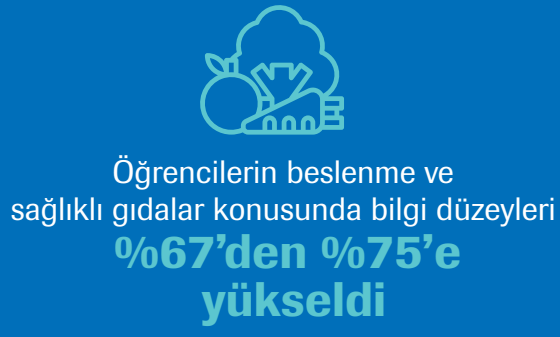 Öğrencilerin beslenme ve
sağlıklı gıdalar konusunda bilgi düzeyleri
%67’den %75’e
yükseldi